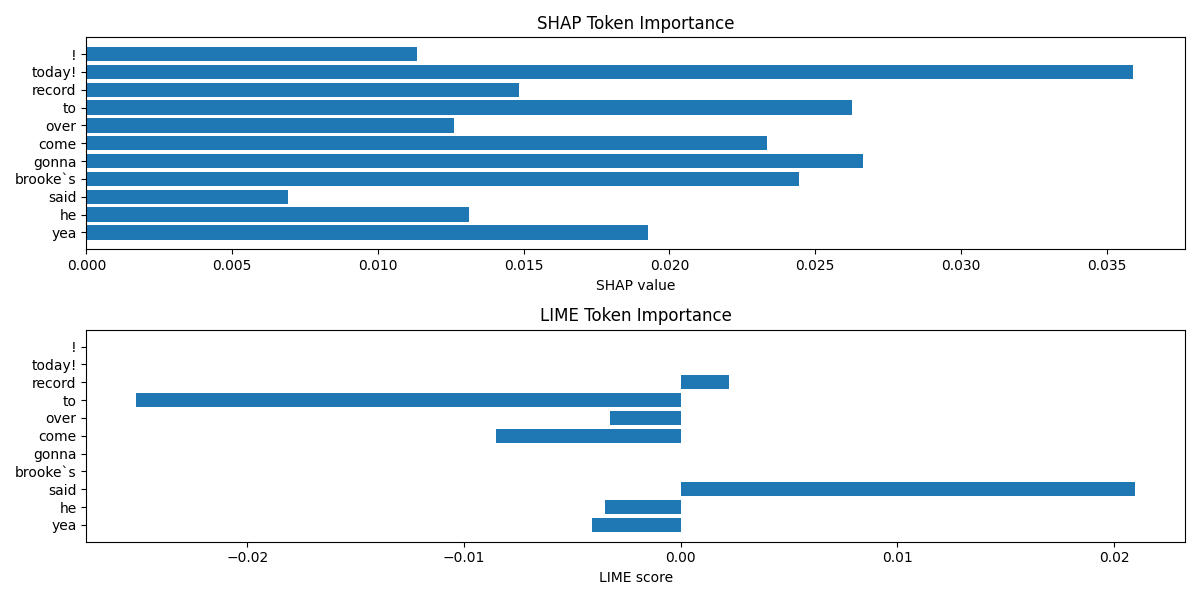 SHAP Token Importance
!
today!
record
to
over
come
gonna
brooke`s
said
he
yea
0.000 0.005 0.010 0.015 0.020 0.025 0.030 0.035
SHAP value
LIME Token Importance
!
today!
record
to
over
come
gonna
brooke`s
said
he
yea
−0.02 −0.01 0.00 0.01 0.02
LIME score